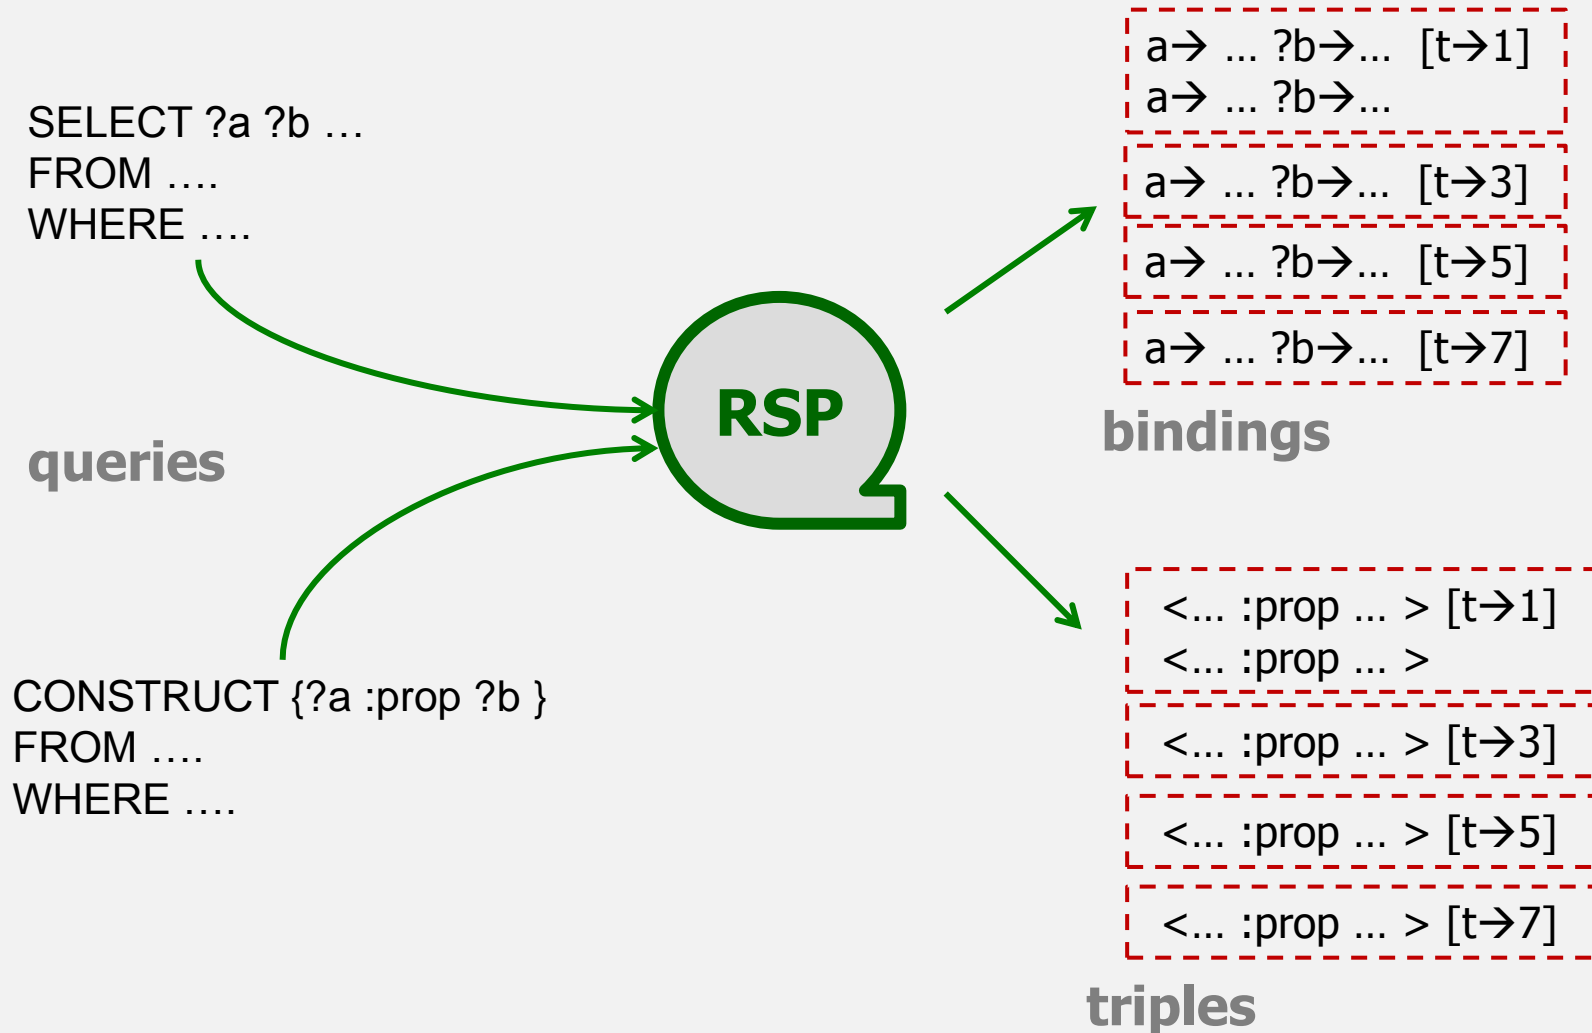 SELECT ?a ?b …
FROM ….
WHERE ….
queries
CONSTRUCT {?a :prop ?b }
FROM ….
WHERE ….
RSP
a→ … ?b→… [t→1]
a→ … ?b→…
a→ … ?b→… [t→3]
a→ … ?b→… [t→5]
a→ … ?b→… [t→7]
bindings
<… :prop … > [t→1]
<… :prop … >
<… :prop … > [t→3]
<… :prop … > [t→5]
<… :prop … > [t→7]
triples